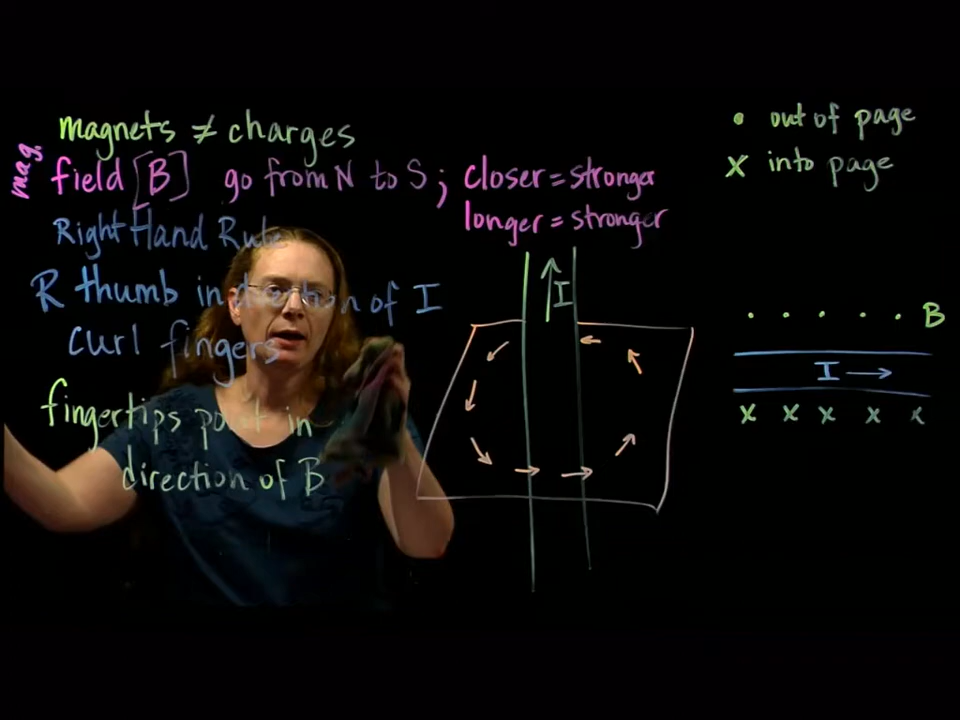 magnets ≠ charges
mag.
field [B] go from N to S; closer = stronger
longer = stronger
Right Hand Rule
R thumb in direction of I
curl fingers
fingertips point in
direction of B
I
• out of page
x into page
• • • • • B
I →
x x x x x